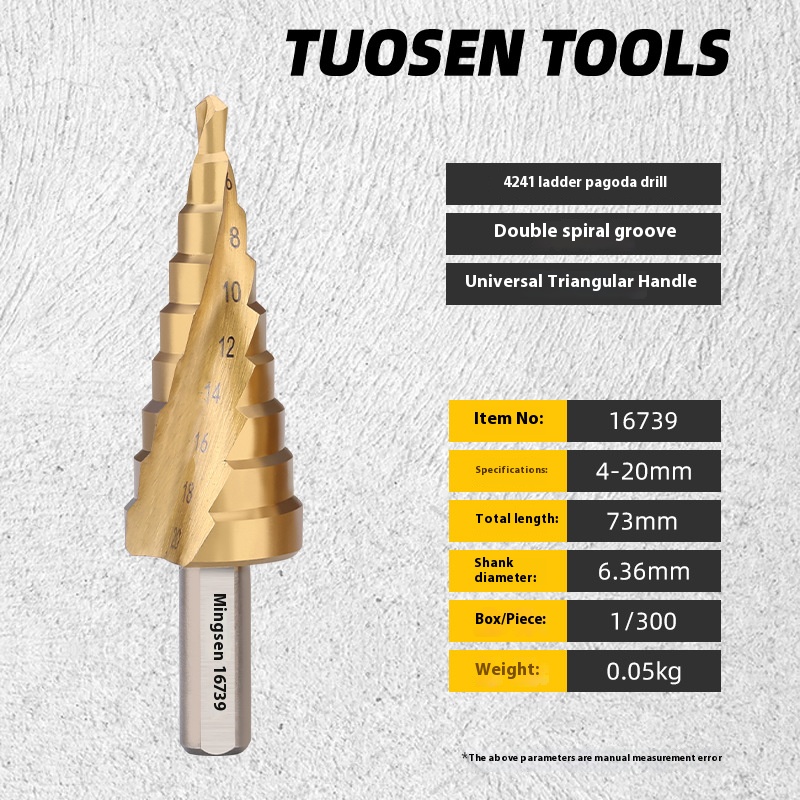 TUOSEN TOOLS
4241 ladder pagoda drill
Double spiral groove
Universal Triangular Handle
Item No: 16739
Specifications: 4-20mm
Total length: 73mm
Shank
diameter: 6.36mm
Box/Piece: 1/300
Weight: 0.05kg
*The above parameters are manual measurement error
6
8
10
12
14
16
18
20
Mingsen 16739